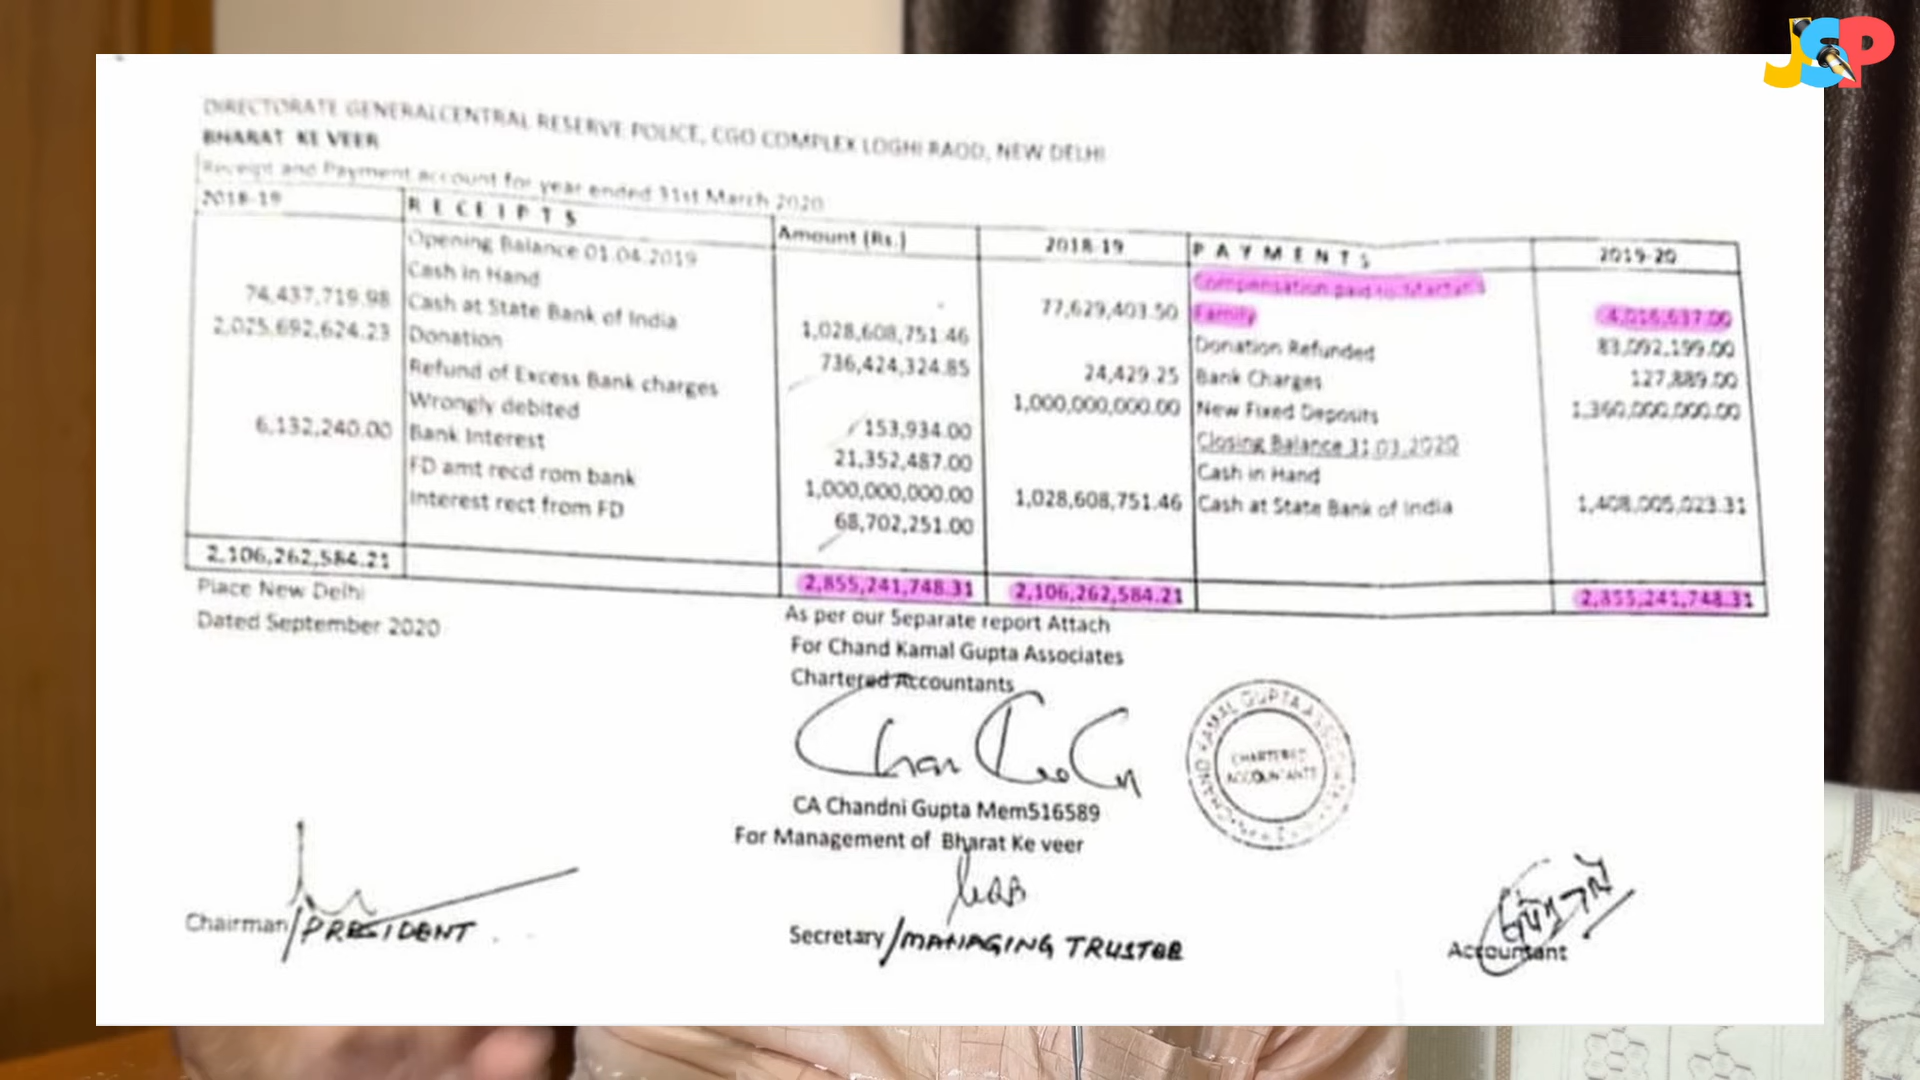 JSP
DIRECTORATE GENERALCENTRAL RESERVE POLICE, CGO COMPLEX LOGHI RAOD, NEW DELHI
BHARAT KE VEER
Receipt and Payment account for year ended 31st March 2020
2018-19 RECEIPTS Amount (Rs.) 2018-19 PAYMENTS 2019-20
Opening Balance 01.04.2019 Compensation paid to
Cash in Hand 77,629,403.50 Family 4,016,637.00
74,437,719.98 Cash at State Bank of India 1,028,608,751.46 Donation Refunded 83,092,199.00
2,025,692,624.23 Donation 736,424,324.85 24,429.25 Bank Charges 127,889.00
Refund of Excess Bank charges 1,000,000,000.00 New Fixed Deposits 1,360,000,000.00
Wrongly debited 153,934.00 Closing Balance 31.03.2020
6,132,240.00 Bank Interest 21,352,487.00 Cash in Hand
FD amt recd rom bank 1,000,000,000.00 1,028,608,751.46 Cash at State Bank of India 1,408,005,023.31
Interest rect from FD 68,702,251.00
2,106,262,584.21 2,855,241,748.31 2,106,262,584.21 2,855,241,748.31
Place New Delhi
Dated September 2020
As per our Separate report Attach
For Chand Kamal Gupta Associates
Chartered Accountants
CHAND KAMAL GUPTA
CHARTERED
ACCOUNTANTS
CA Chandni Gupta Mem516589
For Management of Bharat Ke veer
Chairman/PRESIDENT
Secretary/MANAGING TRUSTEE
Accountant